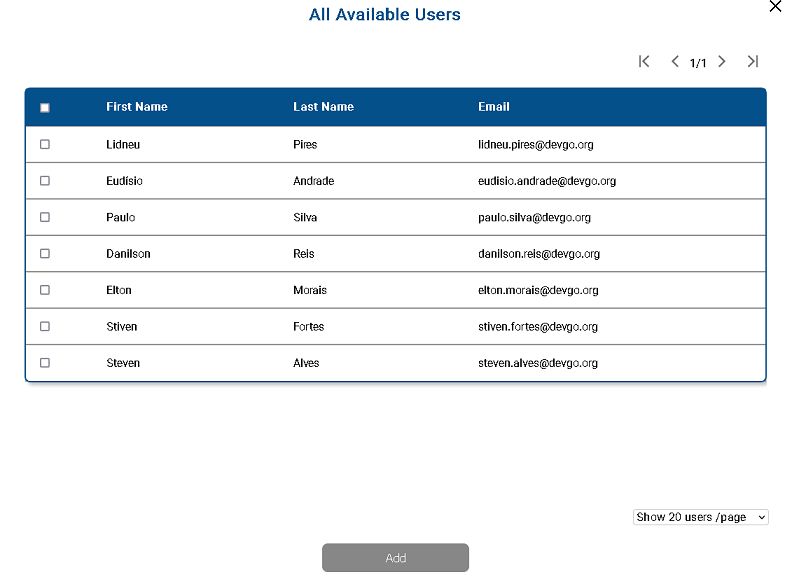 All Available Users
1/1
First Name Last Name Email
Lidneu Pires lidneu.pires@devgo.org
Eudísio Andrade eudisio.andrade@devgo.org
Paulo Silva paulo.silva@devgo.org
Danilson Reis danilson.reis@devgo.org
Elton Morais elton.morais@devgo.org
Stiven Fortes stiven.fortes@devgo.org
Steven Alves steven.alves@devgo.org
Show 20 users /page
Add